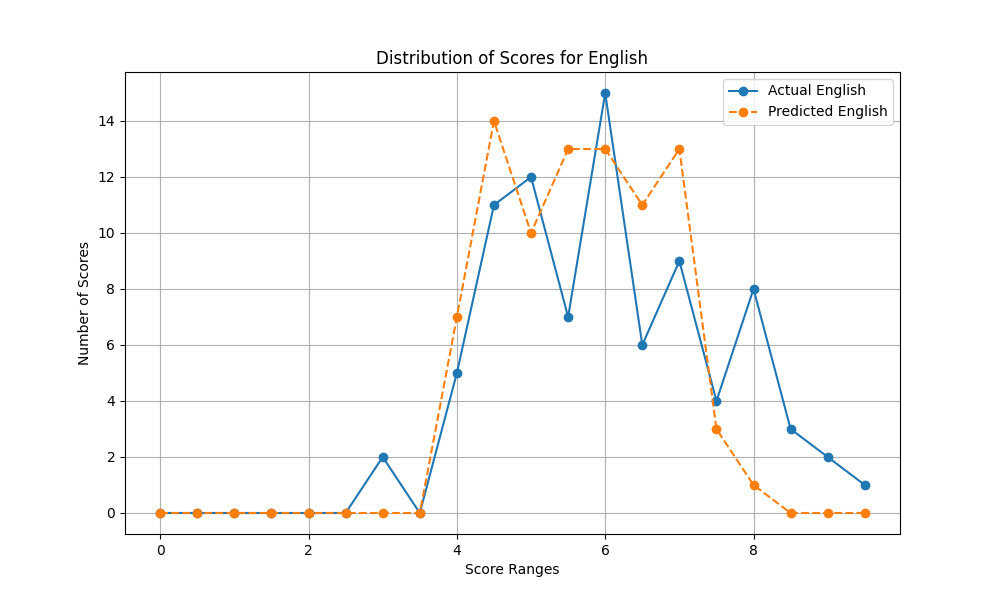 Distribution of Scores for English
Actual English
Predicted English
Number of Scores
14
12
10
8
6
4
2
0
0 2 4 6 8
Score Ranges